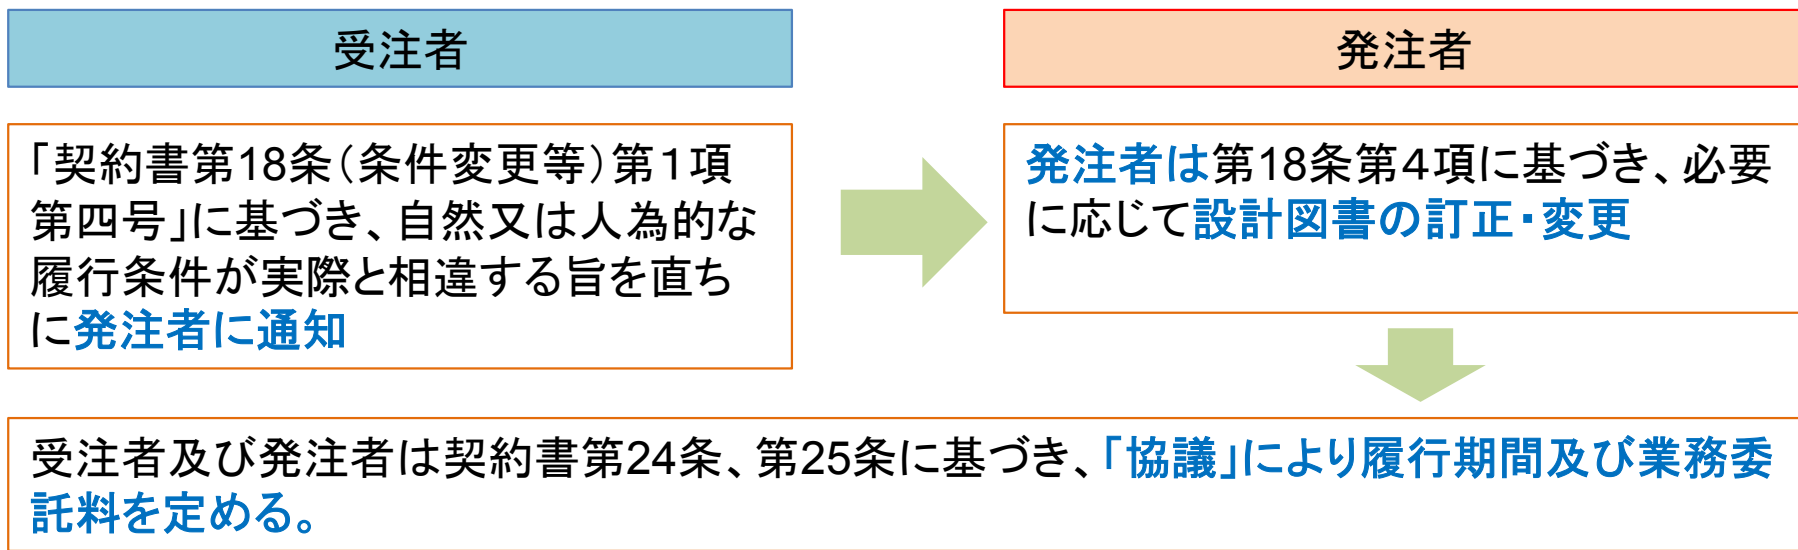 受注者
発注者
「契約書第18条(条件変更等)第1項
第四号」に基づき、自然又は人為的な
履行条件が実際と相違する旨を直ち
に発注者に通知
発注者は第18条第4項に基づき、必要
に応じて設計図書の訂正・変更
受注者及び発注者は契約書第24条、第25条に基づき、「協議」により履行期間及び業務委
託料を定める。